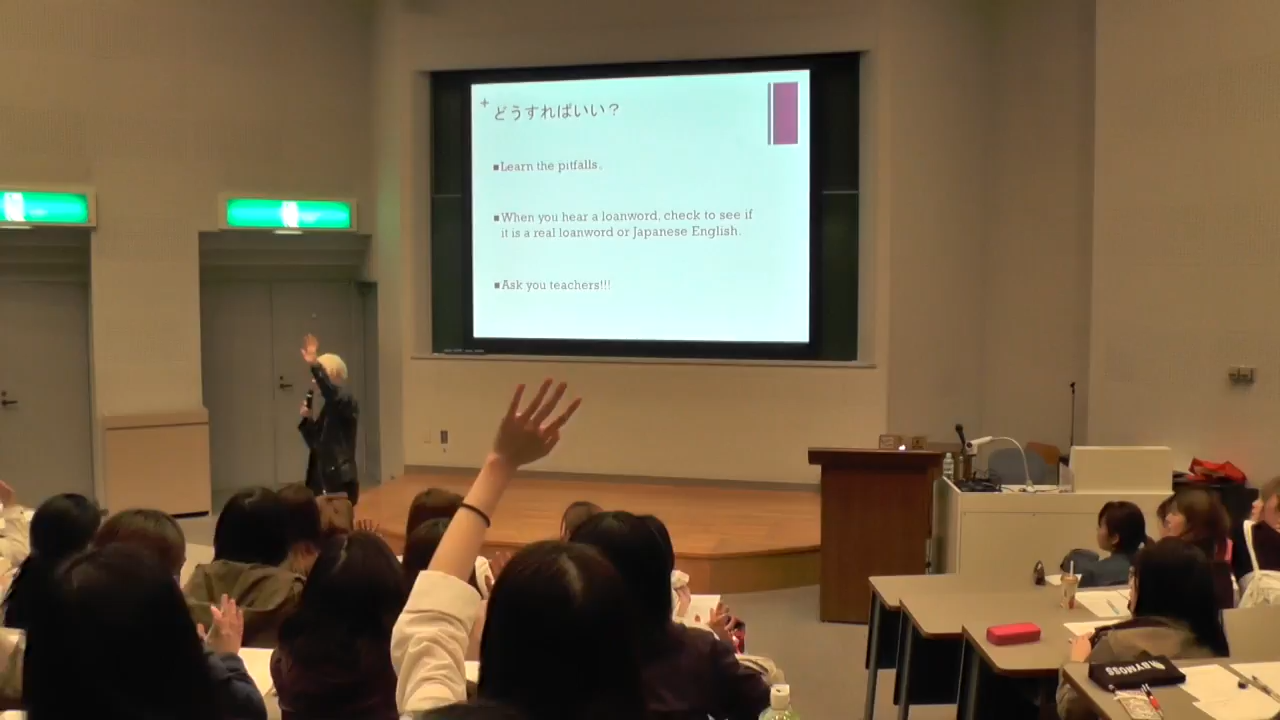 どうすればいい？
■Learn the pitfalls.
■When you hear a loanword, check to see if
it is a real loanword or Japanese English.
■Ask you teachers!!!
BYMOSS